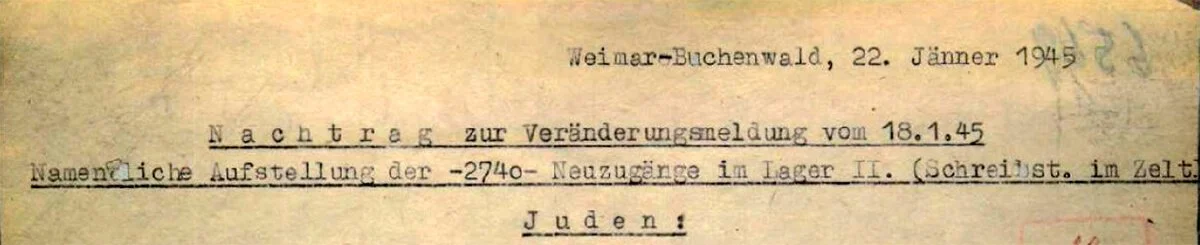 Weimar-Buchenwald, 22. Jänner 1945
Nachtrag zur Veränderungsmeldung vom 18.1.45
Namentliche Aufstellung der -2740- Neuzugänge im Lager II. (Schreibst. im Zelt
Juden: